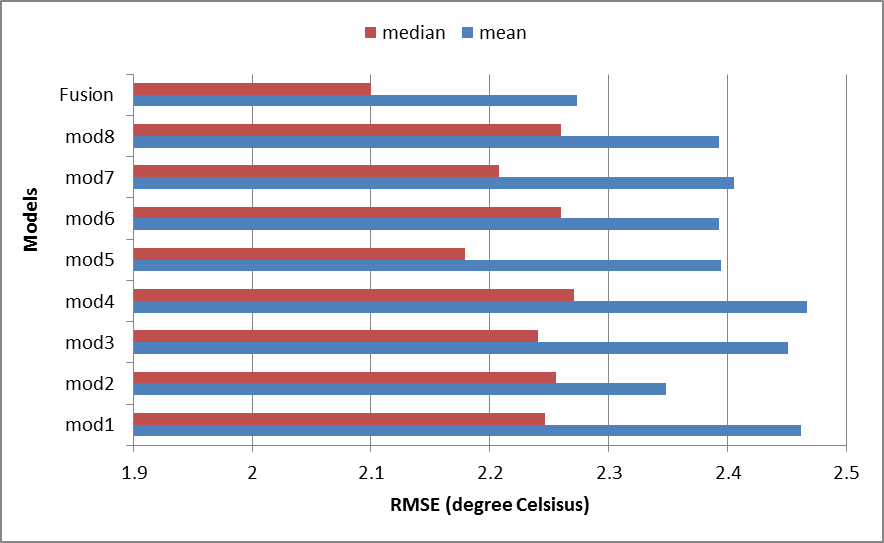 median mean
Fusion
mod8
mod7
mod6
mod5
mod4
mod3
mod2
mod1
Models
1.9 2 2.1 2.2 2.3 2.4 2.5
RMSE (degree Celsisus)